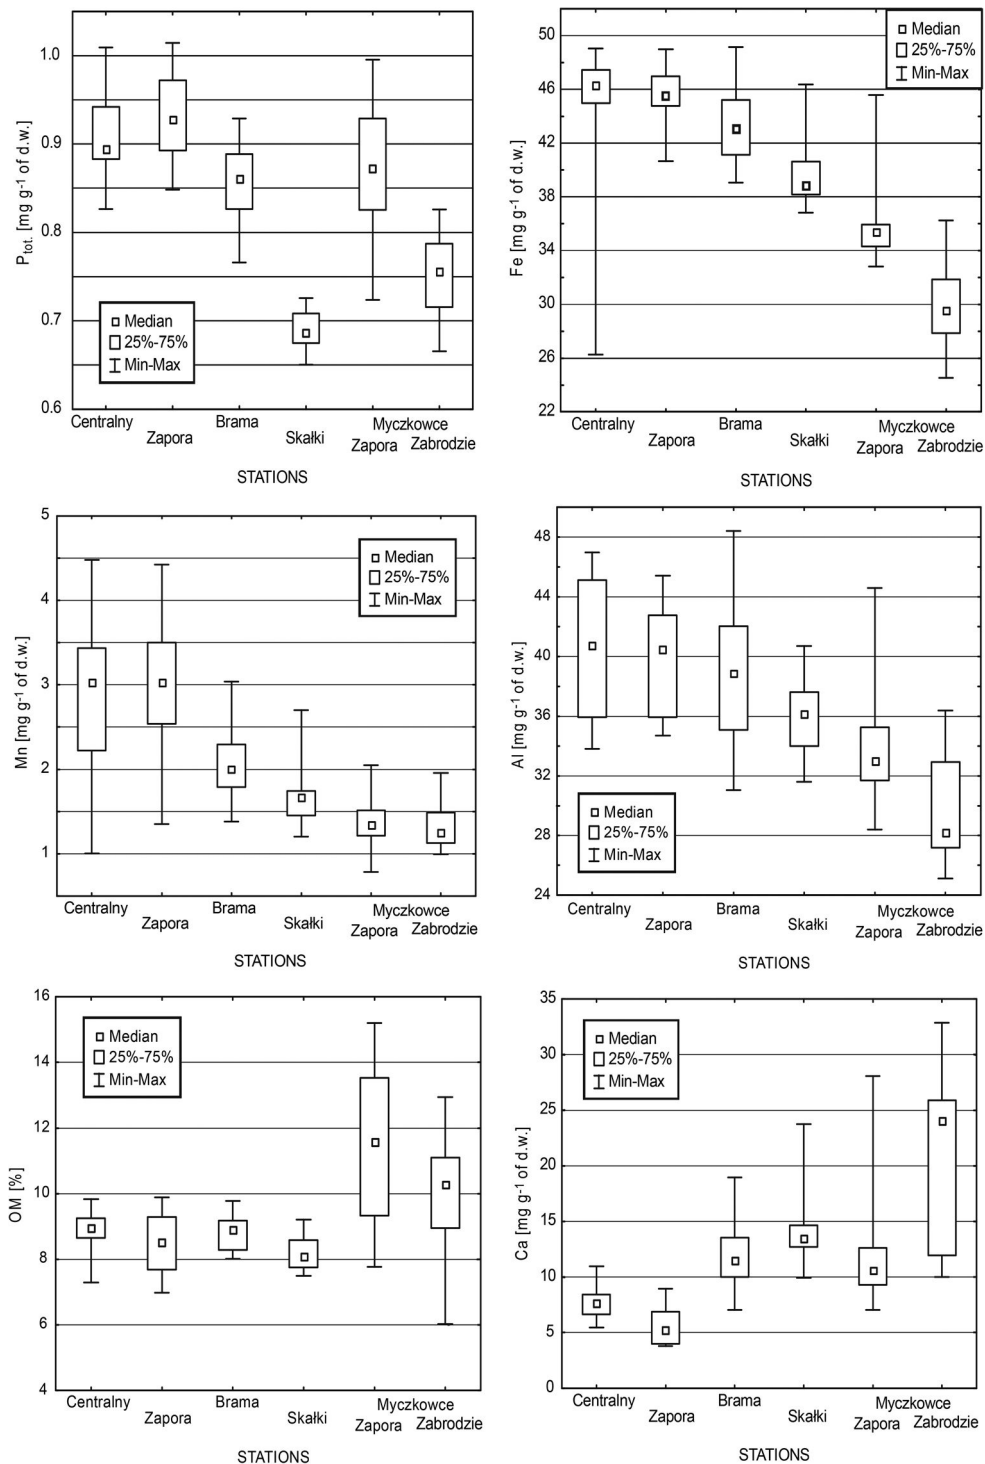 P tot. [mg g-1 of d.w.]
1.0
0.9
0.8
0.7
0.6
Median
25%-75%
Min-Max
Centralny
Zapora
Brama
Skałki
Myczkowce
Zapora
Zabrodzie
STATIONS
Fe [mg g-1 of d.w.]
50
46
42
38
34
30
26
22
Median
25%-75%
Min-Max
Centralny
Zapora
Brama
Skałki
Myczkowce
Zapora
Zabrodzie
STATIONS
Mn [mg g-1 of d.w.]
5
4
3
2
1
Median
25%-75%
Min-Max
Centralny
Zapora
Brama
Skałki
Myczkowce
Zapora
Zabrodzie
STATIONS
Al [mg g-1 of d.w.]
48
44
40
36
32
28
24
Median
25%-75%
Min-Max
Centralny
Zapora
Brama
Skałki
Myczkowce
Zapora
Zabrodzie
STATIONS
OM [%]
16
14
12
10
8
6
4
Median
25%-75%
Min-Max
Centralny
Zapora
Brama
Skałki
Myczkowce
Zapora
Zabrodzie
STATIONS
Ca [mg g-1 of d.w.]
35
30
25
20
15
10
5
0
Median
25%-75%
Min-Max
Centralny
Zapora
Brama
Skałki
Myczkowce
Zapora
Zabrodzie
STATIONS